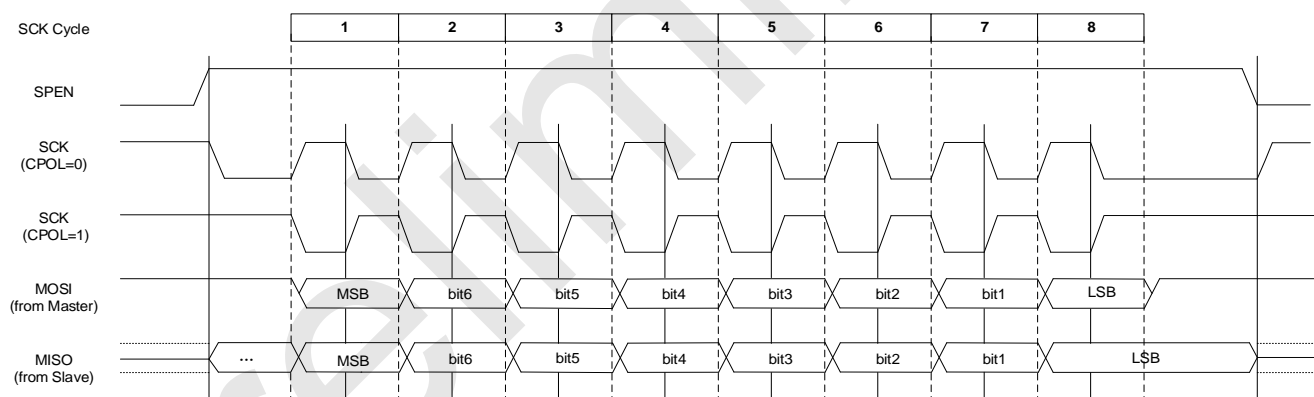 SCK Cycle 1 2 3 4 5 6 7 8
SPEN
SCK
(CPOL=0)
SCK
(CPOL=1)
MOSI
(from Master)
MSB bit6 bit5 bit4 bit3 bit2 bit1 LSB
MISO
(from Slave)
... MSB bit6 bit5 bit4 bit3 bit2 bit1 LSB